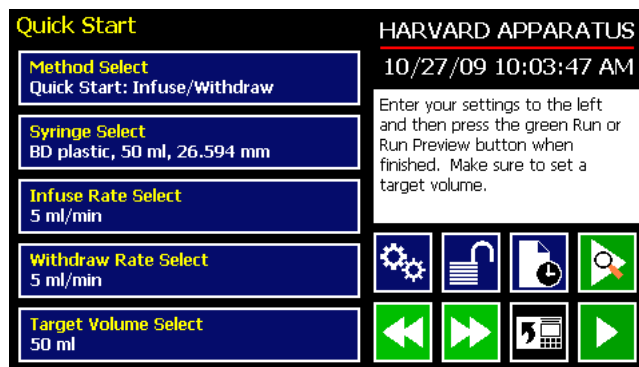 Quick Start
Method Select
Quick Start: Infuse/Withdraw
Syringe Select
BD plastic, 50 ml, 26.594 mm
Infuse Rate Select
5 ml/min
Withdraw Rate Select
5 ml/min
Target Volume Select
50 ml
HARVARD APPARATUS
10/27/09 10:03:47 AM
Enter your settings to the left
and then press the green Run or
Run Preview button when
finished. Make sure to set a
target volume.